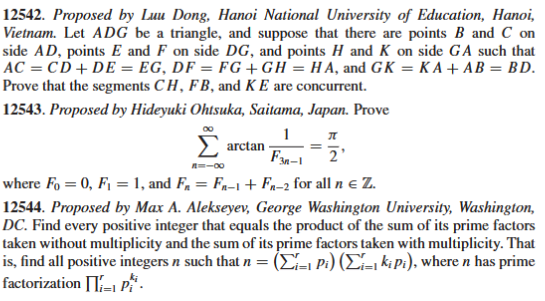 12542. Proposed by Luu Dong, Hanoi National University of Education, Hanoi,
Vietnam. Let ADG be a triangle, and suppose that there are points B and C on
side AD, points E and F on side DG, and points H and K on side GA such that
AC = CD + DE = EG, DF = FG + GH = HA, and GK = KA + AB = BD.
Prove that the segments CH, FB, and KE are concurrent.
12543. Proposed by Hideyuki Ohtsuka, Saitama, Japan. Prove
∑_{n=−∞}^{∞} arctan 1/F_{3n−1} = π/2,
where F₀ = 0, F₁ = 1, and Fₙ = Fₙ₋₁ + Fₙ₋₂ for all n ∈ ℤ.
12544. Proposed by Max A. Alekseyev, George Washington University, Washington,
DC. Find every positive integer that equals the product of the sum of its prime factors
taken without multiplicity and the sum of its prime factors taken with multiplicity. That
is, find all positive integers n such that n = (∑_{i=1}^{r} p_i) (∑_{i=1}^{r} k_i p_i), where n has prime
factorization ∏_{i=1}^{r} p_i^{k_i}.